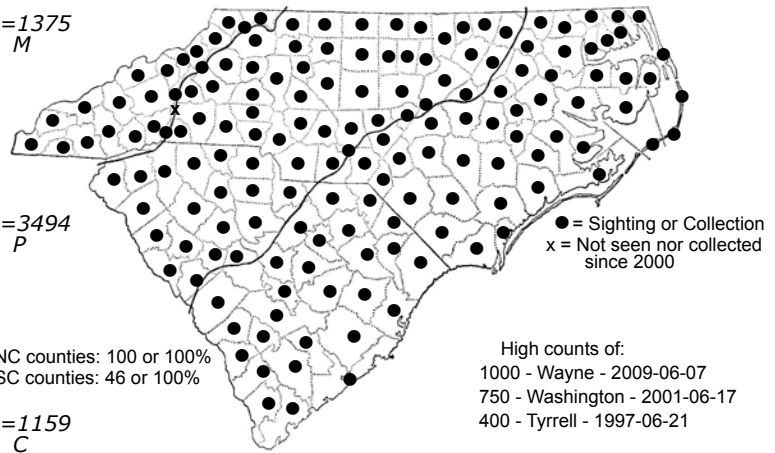 =1375
M
=3494
P
● = Sighting or Collection
x = Not seen nor collected
since 2000
x
NC counties: 100 or 100%
SC counties: 46 or 100%
High counts of:
1000 - Wayne - 2009-06-07
750 - Washington - 2001-06-17
400 - Tyrrell - 1997-06-21
=1159
C